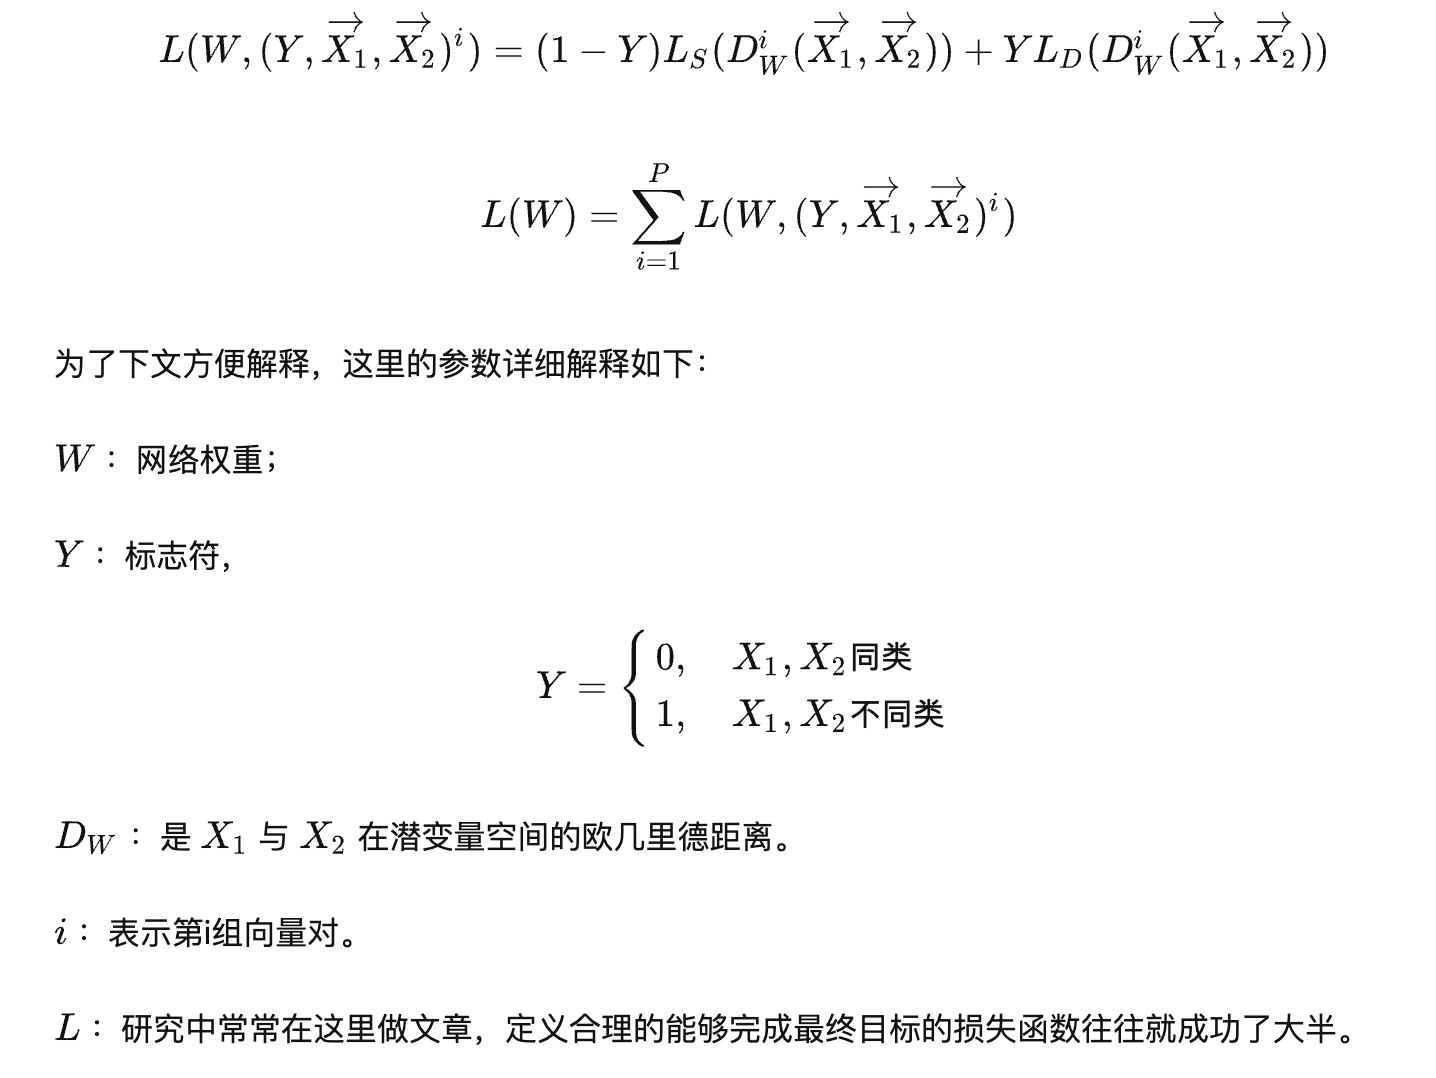 $L(W,(Y,\overrightarrow{X_1},\overrightarrow{X_2})^i) = (1-Y)L_S(D_W^i(\overrightarrow{X_1},\overrightarrow{X_2})) + YL_D(D_W^i(\overrightarrow{X_1},\overrightarrow{X_2}))$
$L(W) = \sum_{i=1}^{P} L(W,(Y,\overrightarrow{X_1},\overrightarrow{X_2})^i)$
为了下文方便解释，这里的参数详细解释如下：
$W$ ： 网络权重；
$Y$ ： 标志符，
$Y = \begin{cases} 0, & X_1, X_2 同类 \\ 1, & X_1, X_2 不同类 \end{cases}$
$D_W$ ： 是 $X_1$ 与 $X_2$ 在潜变量空间的欧几里德距离。
$i$ ： 表示第i组向量对。
$L$ ： 研究中常常在这里做文章，定义合理的能够完成最终目标的损失函数往往就成功了大半。